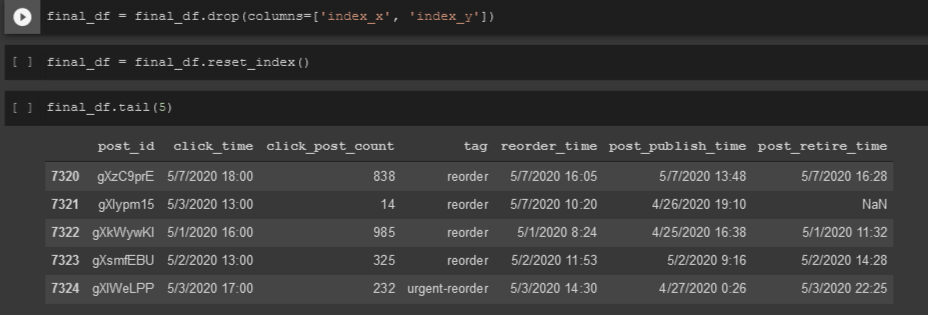 final_df = final_df.drop(columns=['index_x', 'index_y'])
[ ] final_df = final_df.reset_index()
[ ] final_df.tail(5)
post_id click_time click_post_count tag reorder_time post_publish_time post_retire_time
7320 gXzC9prE 5/7/2020 18:00 838 reorder 5/7/2020 16:05 5/7/2020 13:48 5/7/2020 16:28
7321 gXlypm15 5/3/2020 13:00 14 reorder 5/7/2020 10:20 4/26/2020 19:10 NaN
7322 gXkWywKl 5/1/2020 16:00 985 reorder 5/1/2020 8:24 4/25/2020 16:38 5/1/2020 11:32
7323 gXsmfEBU 5/2/2020 13:00 325 reorder 5/2/2020 11:53 5/2/2020 9:16 5/2/2020 14:28
7324 gXlWeLPP 5/3/2020 17:00 232 urgent-reorder 5/3/2020 14:30 4/27/2020 0:26 5/3/2020 22:25